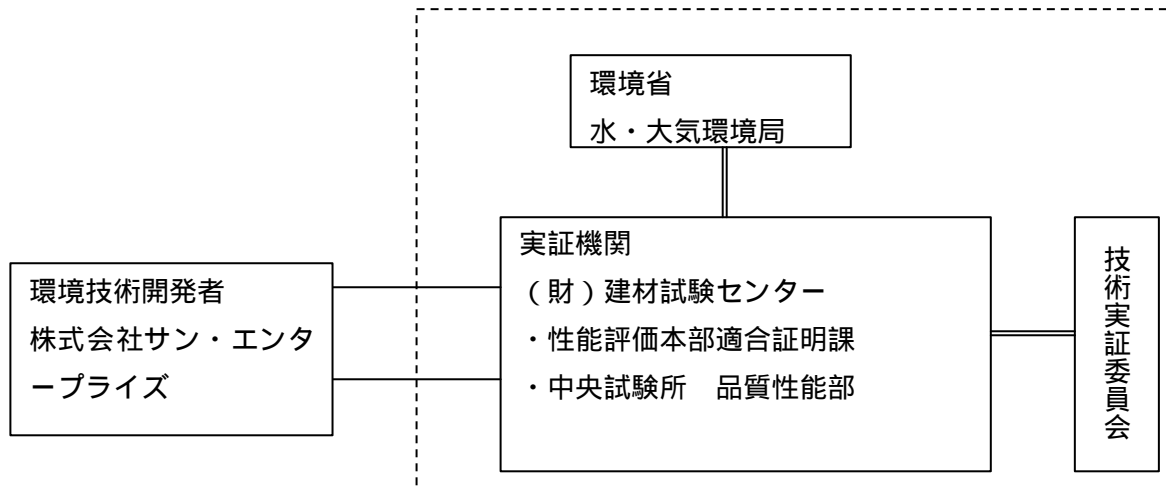 環境省
水・大気環境局
実証機関
（財）建材試験センター
・性能評価本部適合証明課
・中央試験所　品質性能部
環境技術開発者
株式会社サン・エンタ
ープライズ
技術実証委員会